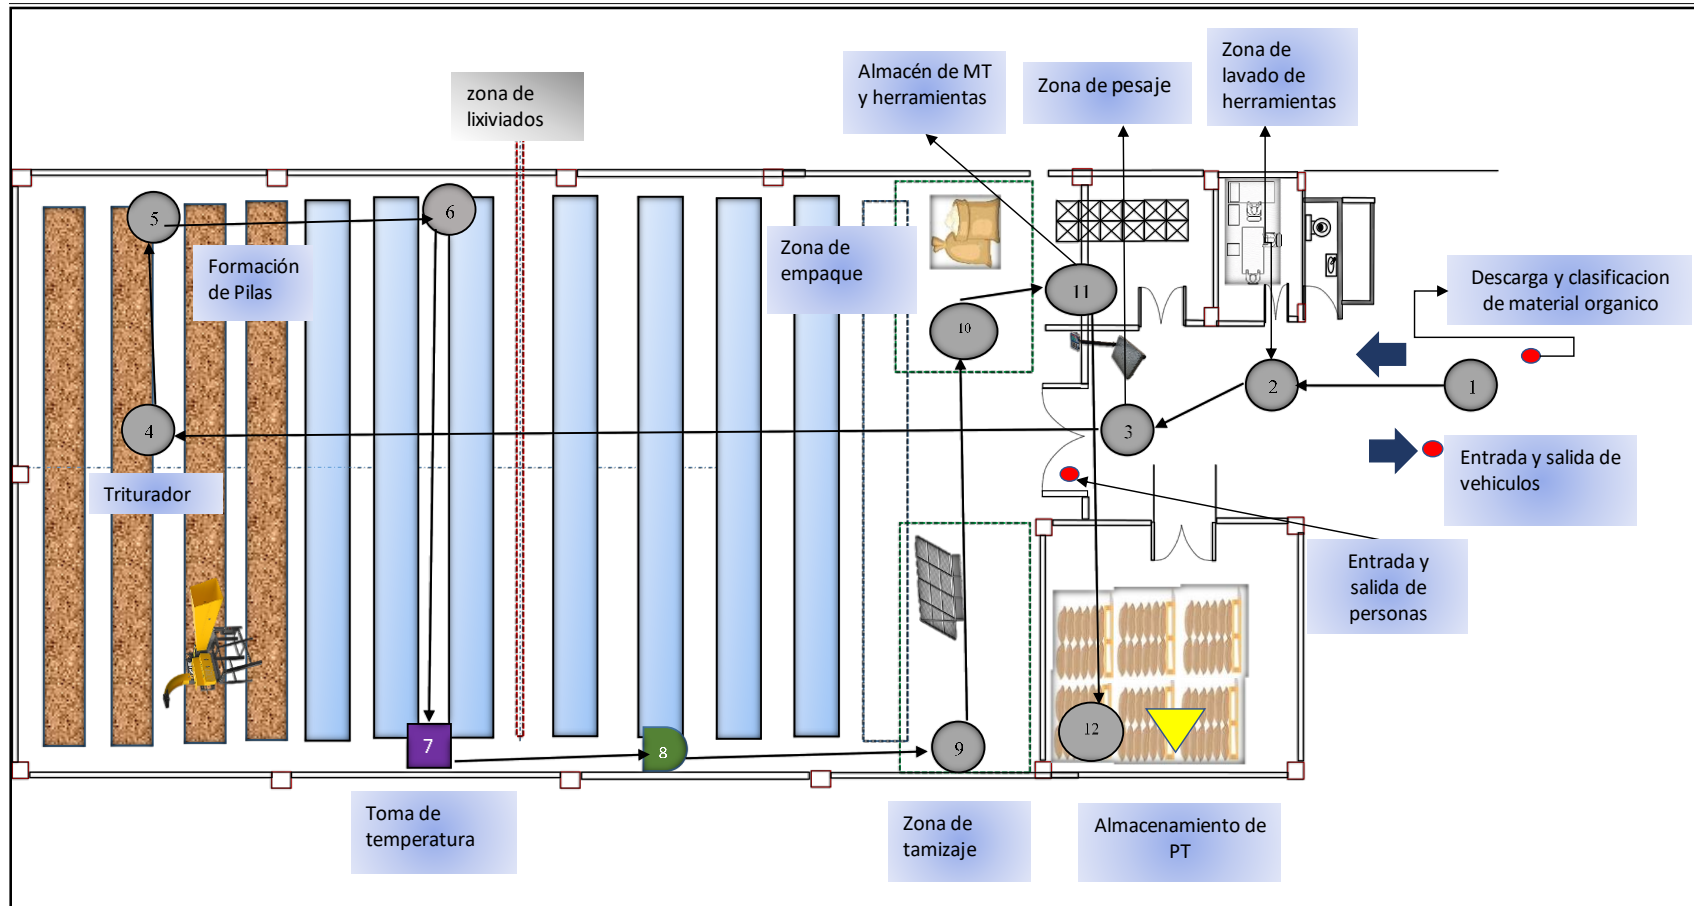 Zona de
lavado de
herramientas
Almacén de MT
y herramientas
Zona de pesaje
zona de
lixiviados
5
6
Formación
de Pilas
Zona de
empaque
11
10
Descarga y clasificacion
de material organico
2
1
4
3
Triturador
Entrada y salida de
vehiculos
Entrada y
salida de
personas
7
8
9
12
Toma de
temperatura
Zona de
tamizaje
Almacenamiento de
PT